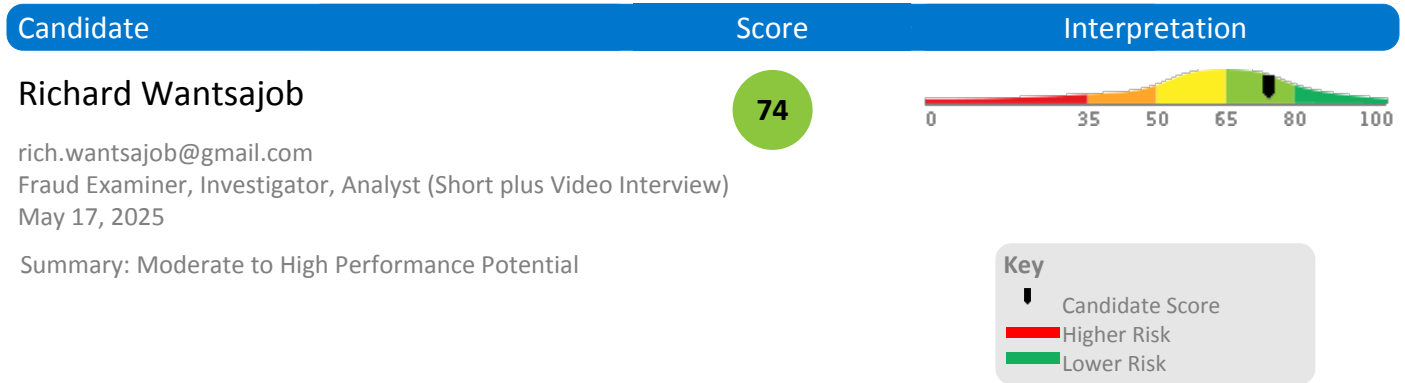 Candidate Score Interpretation
Richard Wantsajob
74
0 35 50 65 80 100
rich.wantsajob@gmail.com
Fraud Examiner, Investigator, Analyst (Short plus Video Interview)
May 17, 2025
Summary: Moderate to High Performance Potential
Key
Candidate Score
Higher Risk
Lower Risk